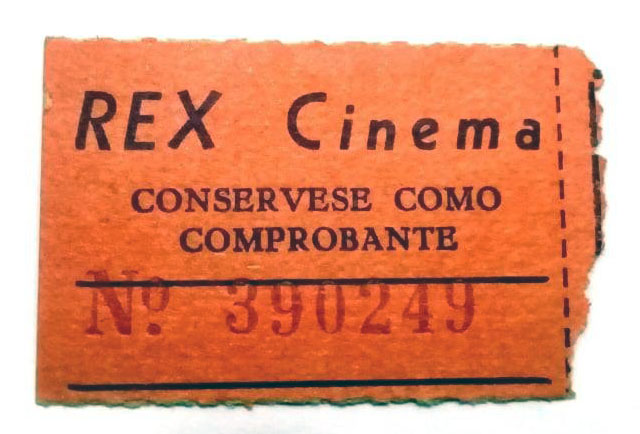 REX Cinema
CONSERVESE COMO
COMPROBANTE
Nº 390249